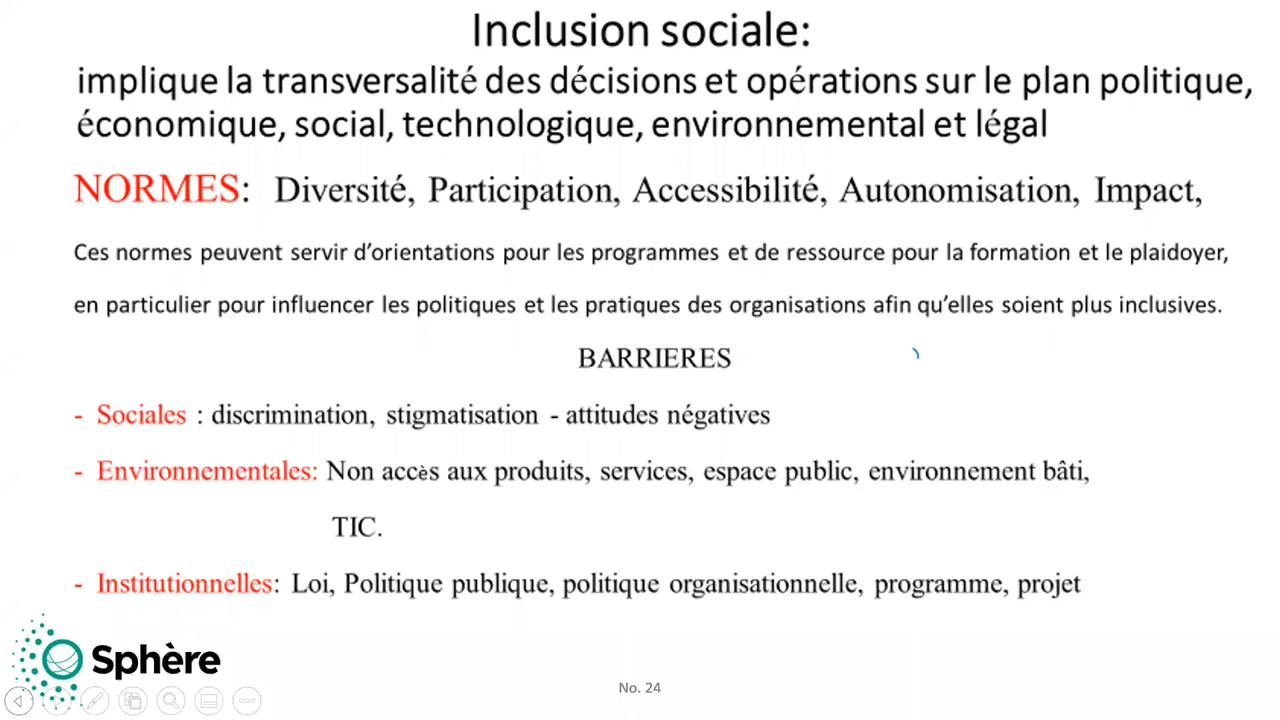 Inclusion sociale:
implique la transversalité des décisions et opérations sur le plan politique,
économique, social, technologique, environnemental et légal
NORMES: Diversité, Participation, Accessibilité, Autonomisation, Impact,
Ces normes peuvent servir d’orientations pour les programmes et de ressource pour la formation et le plaidoyer,
en particulier pour influencer les politiques et les pratiques des organisations afin qu’elles soient plus inclusives.
BARRIERES
- Sociales : discrimination, stigmatisation - attitudes négatives
- Environnementales: Non accès aux produits, services, espace public, environnement bâti,
TIC.
- Institutionnelles: Loi, Politique publique, politique organisationnelle, programme, projet
Sphère
No. 24